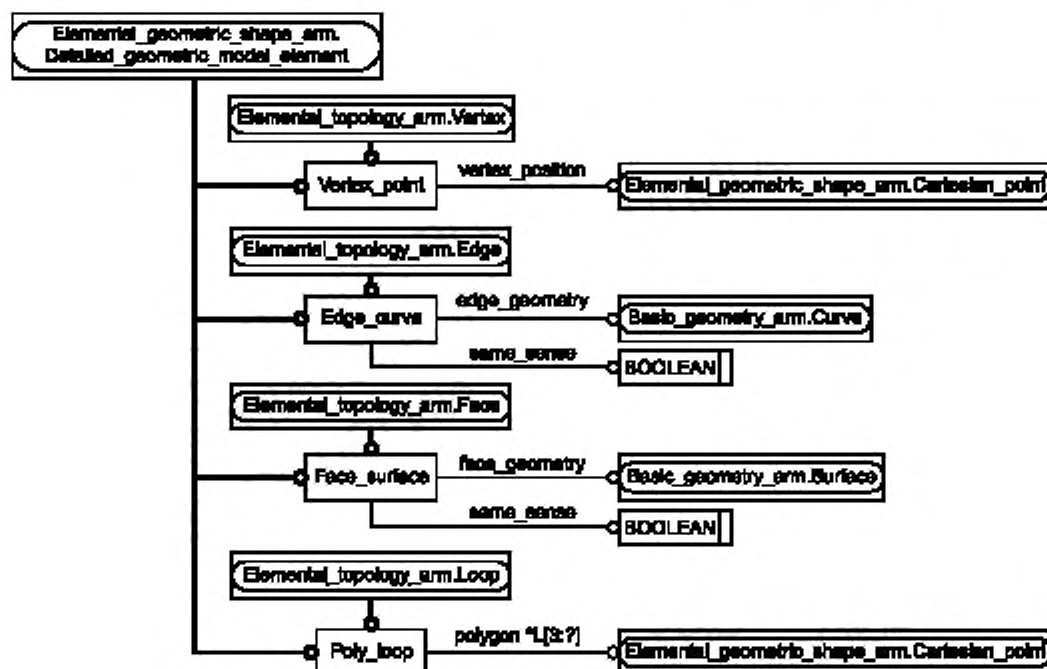 Elemental_geometric_shape_arm.
Detailed_geometric_model_element
Elemental_topology_arm.Vertex
Vertex_point
vertex_position
Elemental_geometric_shape_arm.Cartesian_point
Elemental_topology_arm.Edge
Edge_curve
edge_geometry
Basic_geometry_arm.Curve
same_sense
BOOLEAN
Elemental_topology_arm.Face
Face_surface
face_geometry
Basic_geometry_arm.Surface
same_sense
BOOLEAN
Elemental_topology_arm.Loop
Poly_loop
polygon *L[3:?]
Elemental_geometric_shape_arm.Cartesian_point